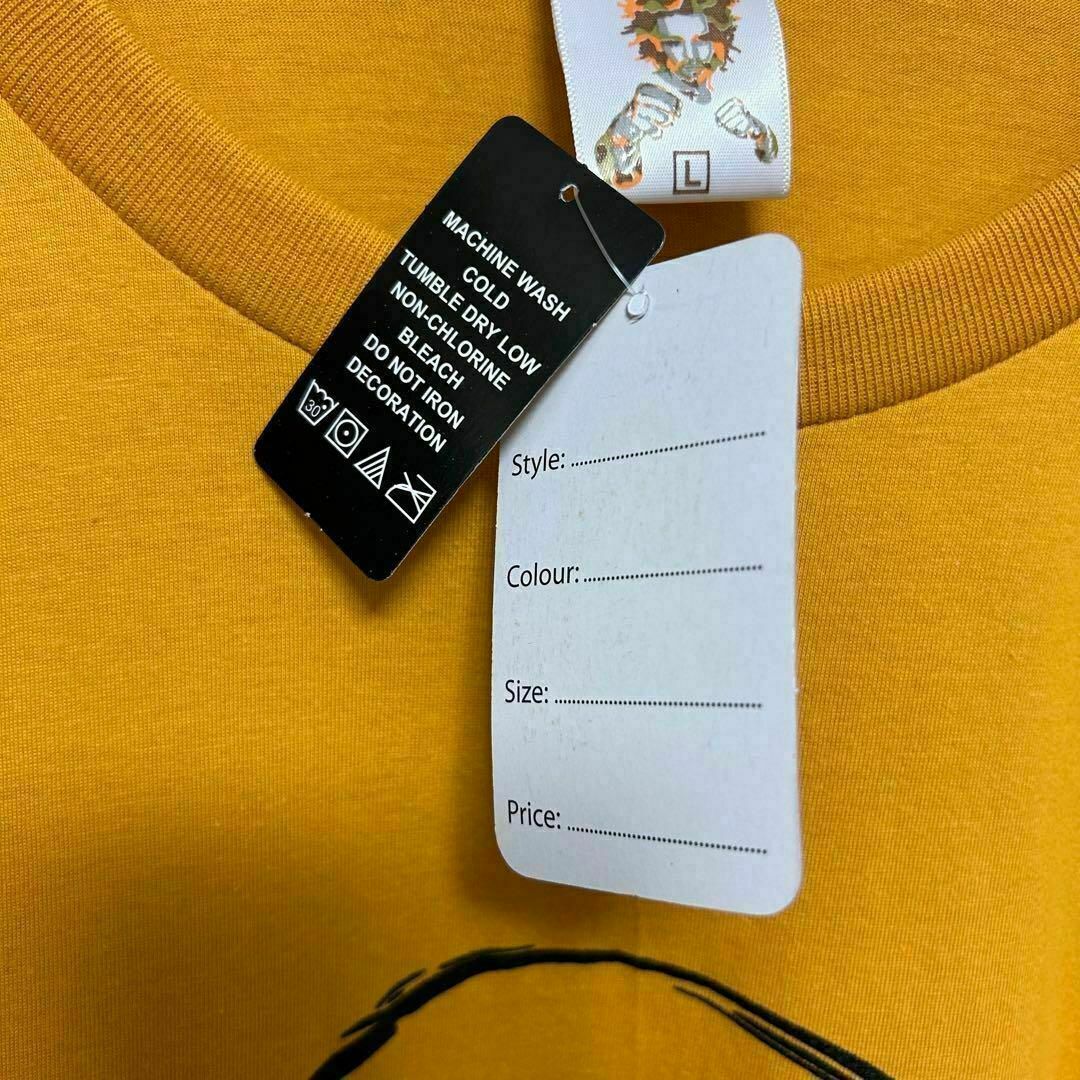 L
MACHINE WASH
COLD
TUMBLE DRY LOW
NON-CHLORINE
BLEACH
DO NOT IRON
DECORATION
30
Style: ........................................
Colour: ........................................
Size: ........................................
Price: ........................................